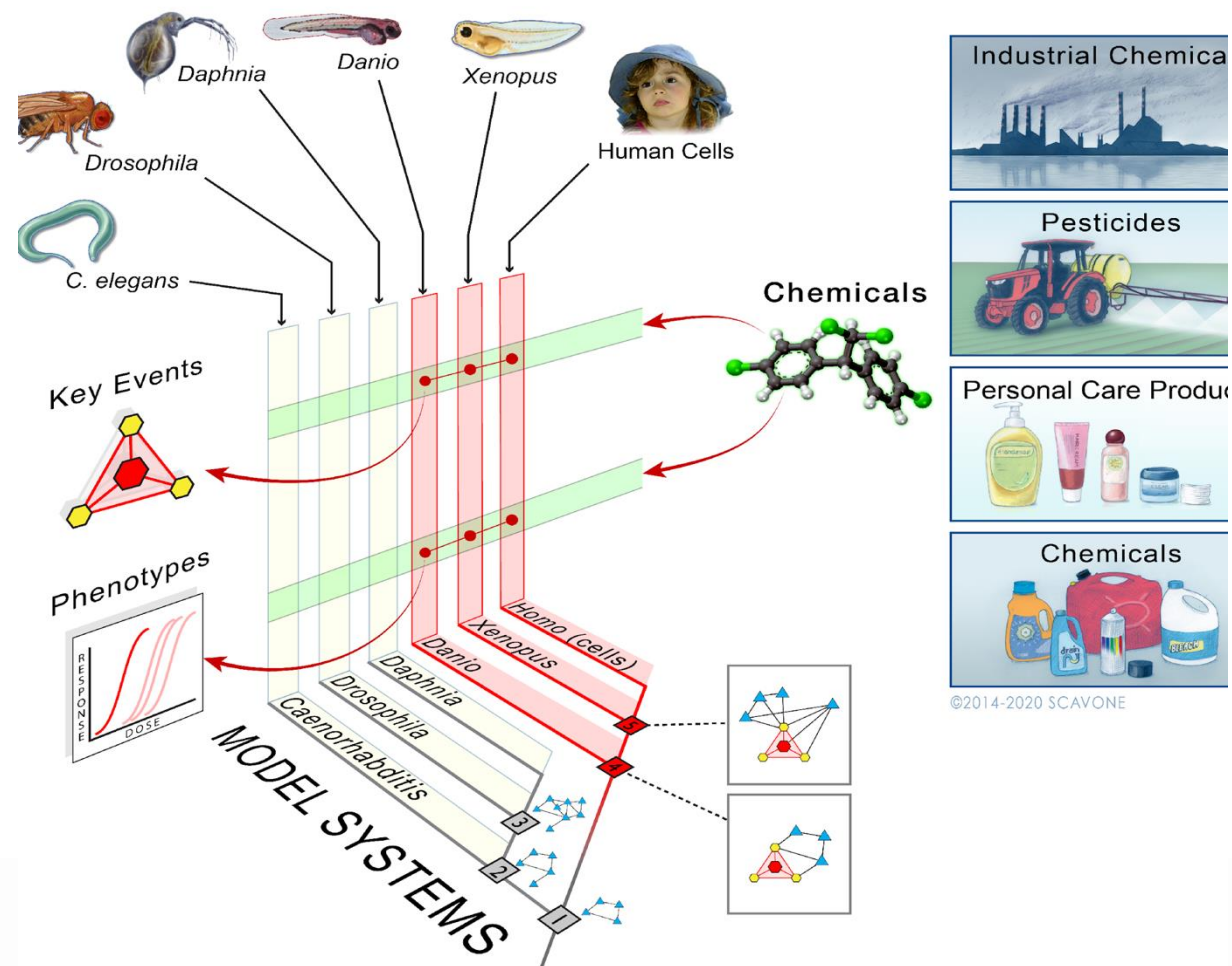 Daphnia
Danio
Xenopus
Human Cells
Drosophila
C. elegans
Key Events
Phenotypes
RESPONSE
DOSE
Chemicals
Homo (cells)
Xenopus
Danio
Daphnia
Drosophila
Caenorhabditis
MODEL SYSTEMS
5
4
3
2
1
Industrial Chemica
Pesticides
Personal Care Produc
Chemicals
drain
©2014-2020 SCAVONE